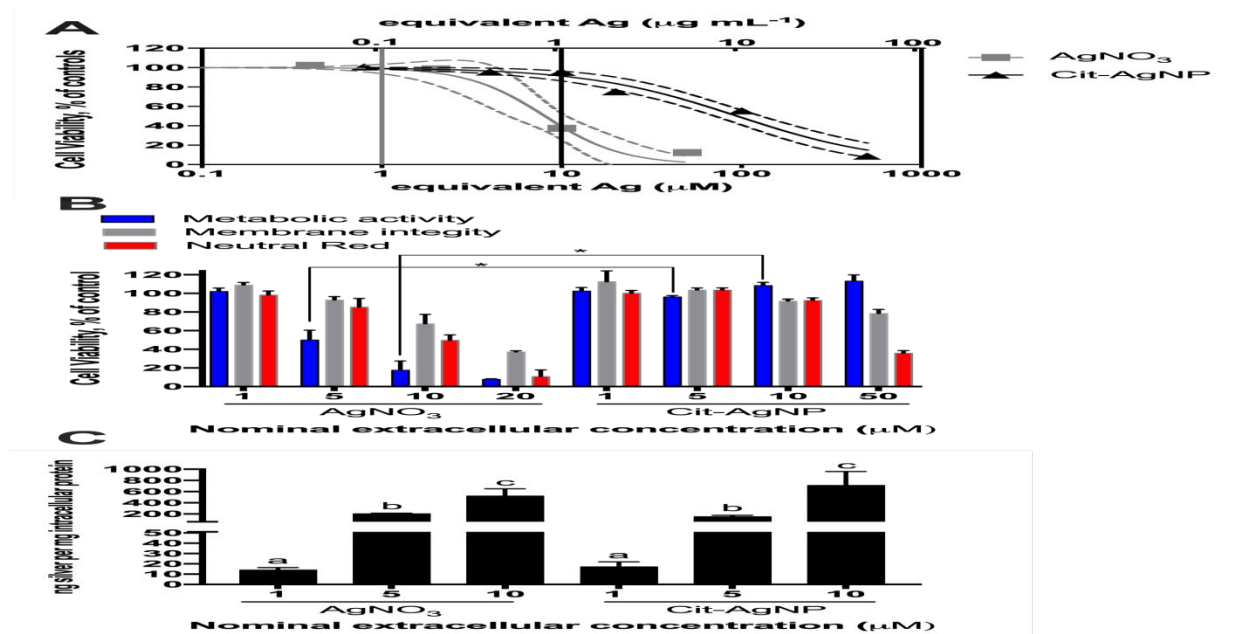 A
equivalent Ag (μg mL-1)
0.1 1 10 100
Cell Viability, % of controls
120
100
80
60
40
20
0
0.1 1 10 100 1000
equivalent Ag (μM)
AgNO3
Cit-AgNP
B
Metabolic activity
Membrane integity
Neutral Red
* *
Cell Viability, % of control
120
100
80
60
40
20
0
1 5 10 20 1 5 10 50
AgNO3 Cit-AgNP
Nominal extracellular concentration (μM)
C
ng silver per mg intracellular protein
1000
800
600
400
200
50
40
30
20
10
0
a b c a b c
1 5 10 1 5 10
AgNO3 Cit-AgNP
Nominal extracellular concentration (μM)